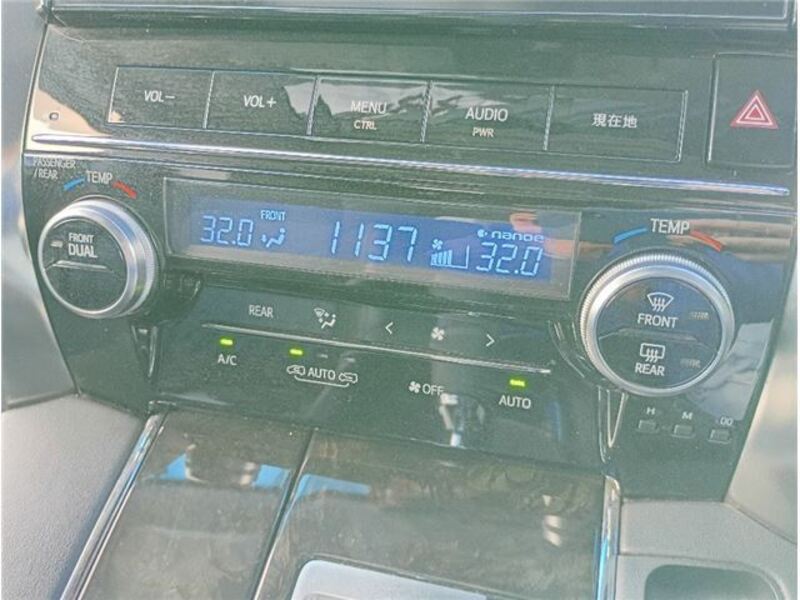 VOL−
VOL+
MENU
CTRL
AUDIO
PWR
現在地
PASSENGER
/REAR
TEMP
FRONT
DUAL
32.0
FRONT
1137
nanoe
32.0
TEMP
FRONT
REAR
REAR
<
>
A/C
AUTO
OFF
AUTO
H
M
:00